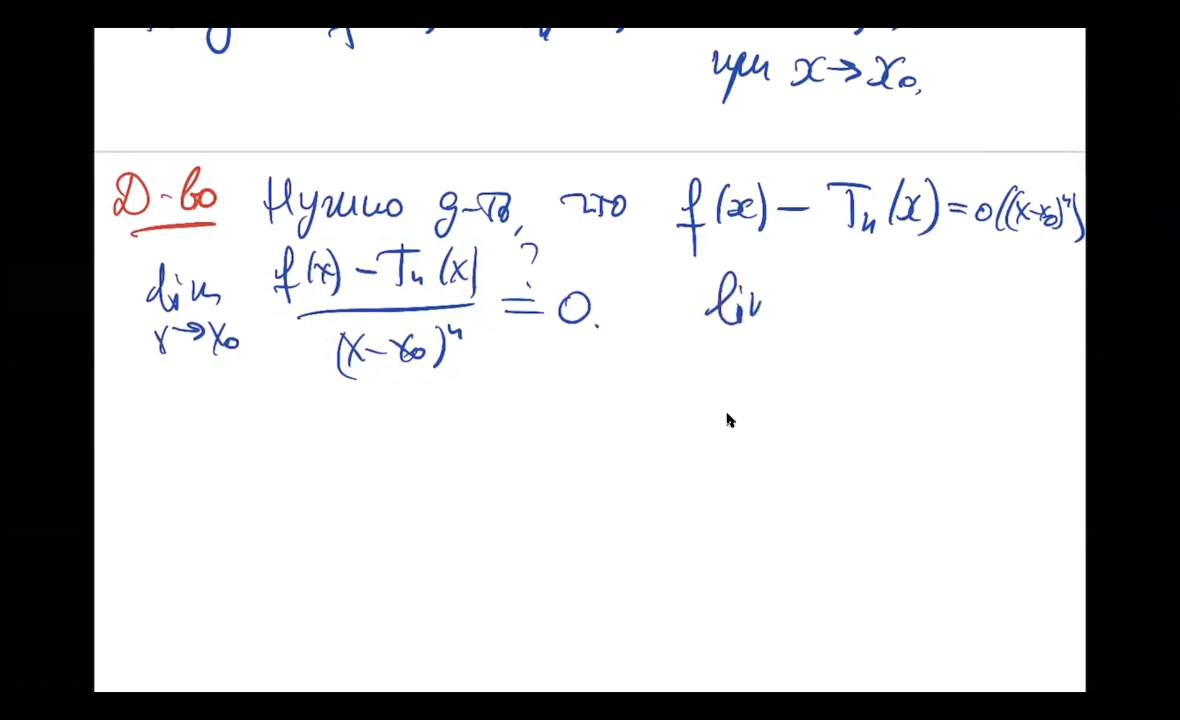 при x→x₀,
Д-во Нужно д-ть, что f(x) − Tₙ(x) = o((x−x₀)ⁿ)
lim x→x₀ (f(x) − Tₙ(x)) / (x−x₀)ⁿ ≟ 0. lim